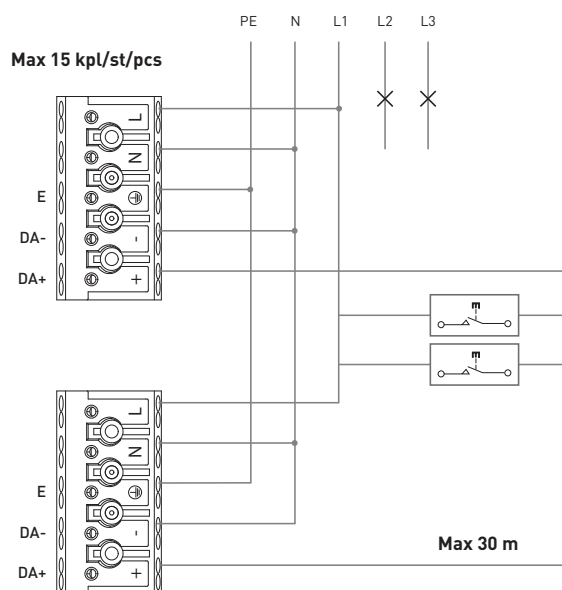 PE N L1 L2 L3
Max 15 kpl/st/pcs
L
N
E
DA- -
DA+ +
E
E
L
N
E
DA- -
Max 30 m
DA+ +